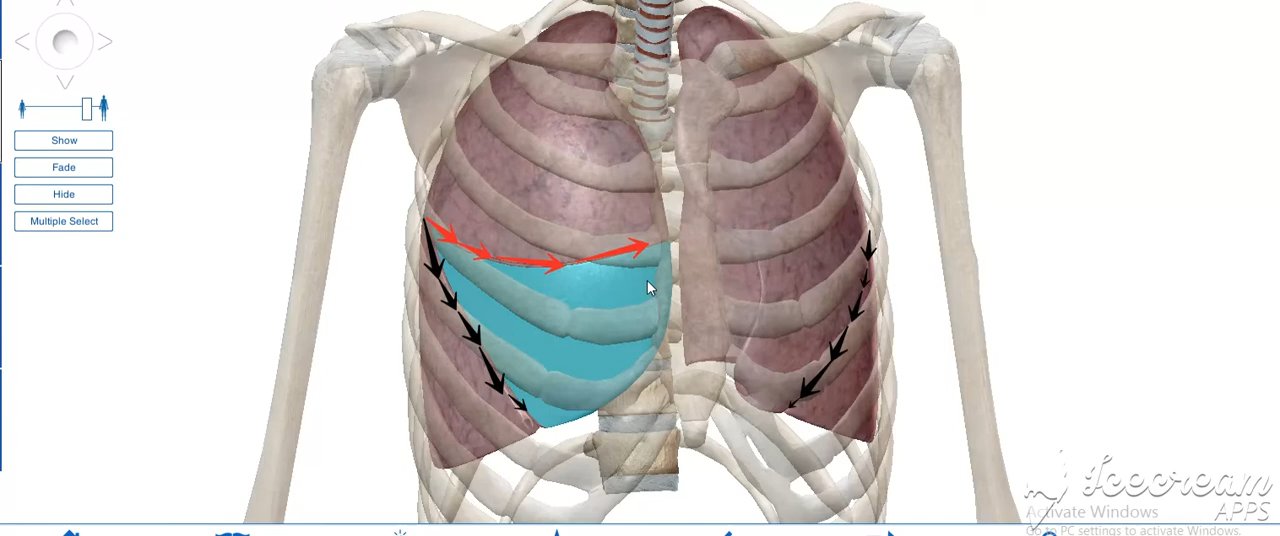 Show
Fade
Hide
Multiple Select
Icecream
APPS
Activate Windows
Go to PC settings to activate Windows.